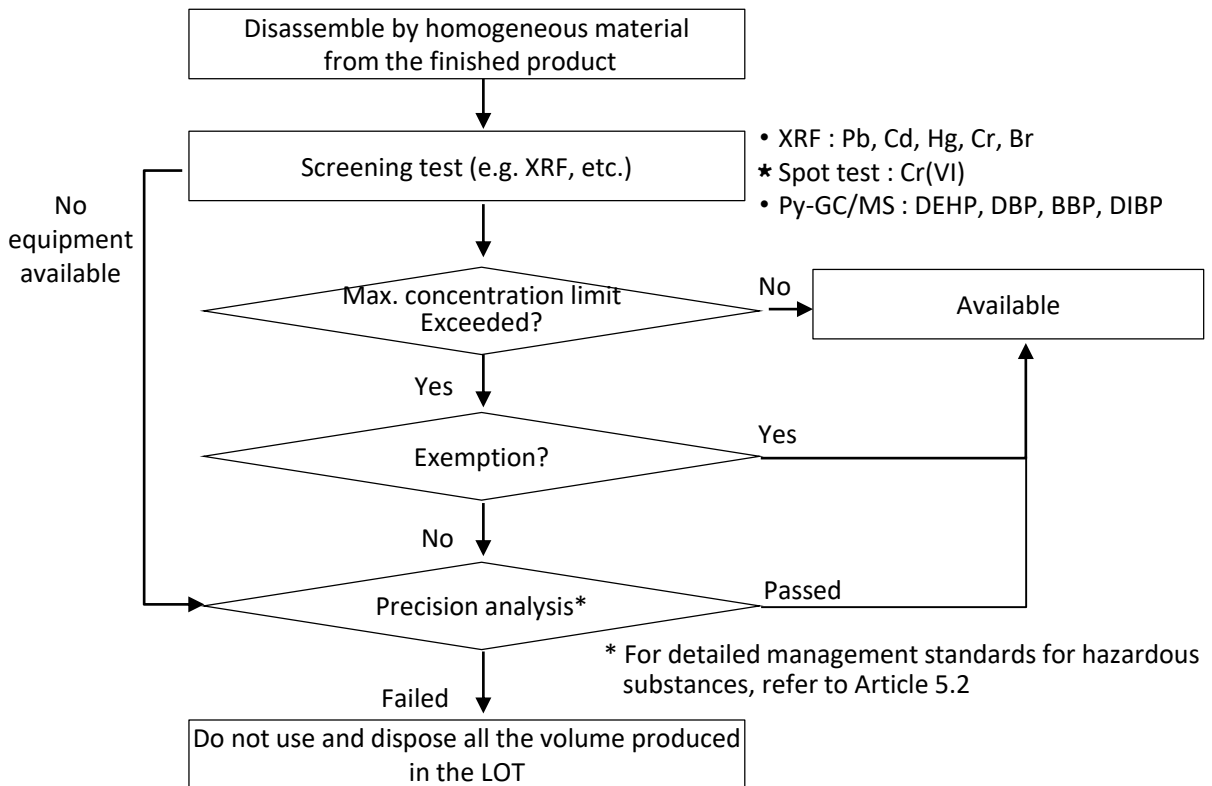 Disassemble by homogeneous material
from the finished product
Screening test (e.g. XRF, etc.)
• XRF : Pb, Cd, Hg, Cr, Br
* Spot test : Cr(VI)
• Py-GC/MS : DEHP, DBP, BBP, DIBP
No
equipment
available
Max. concentration limit
Exceeded?
No
Available
Yes
Exemption?
Yes
No
Precision analysis*
Passed
* For detailed management standards for hazardous
substances, refer to Article 5.2
Failed
Do not use and dispose all the volume produced
in the LOT